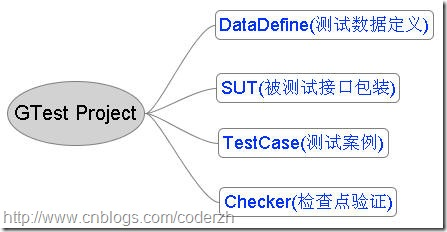 DataDefine(测试数据定义)
SUT(被测试接口包装)
GTest Project
TestCase(测试案例)
Checker(检查点验证)
http://www.cnblogs.com/coderzh